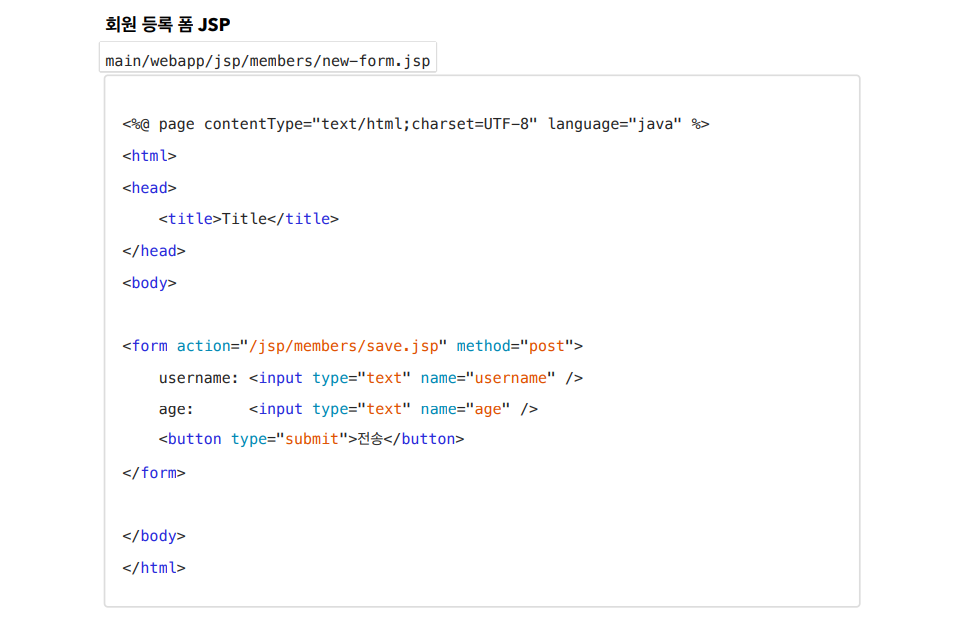 회원 등록 폼 JSP
main/webapp/jsp/members/new-form.jsp
<%@ page contentType="text/html;charset=UTF-8" language="java" %>
<html>
<head>
    <title>Title</title>
</head>
<body>
<form action="/jsp/members/save.jsp" method="post">
    username: <input type="text" name="username" />
    age:      <input type="text" name="age" />
    <button type="submit">전송</button>
</form>
</body>
</html>